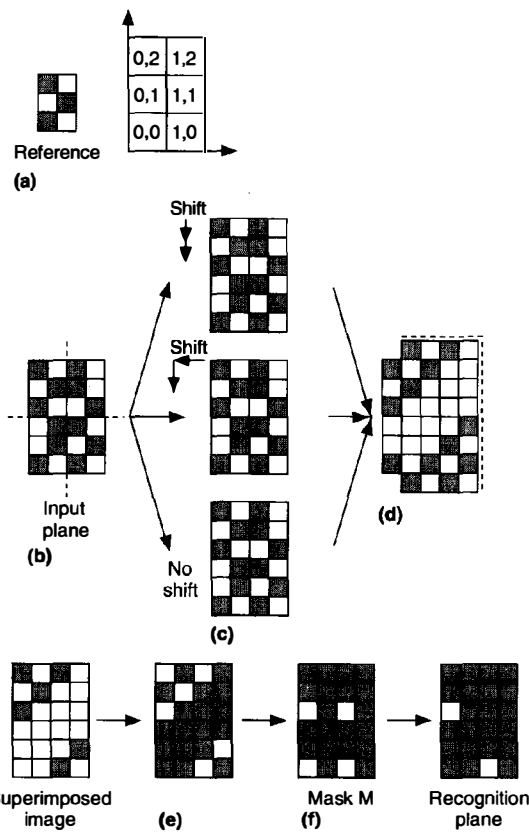 0,2 1,2
0,1 1,1
0,0 1,0
Reference
(a)
Shift
Shift
Input
plane
(b)
No
shift
(c)
(d)
uperimposed
image
(e)
Mask M
(f)
Recognition
plane